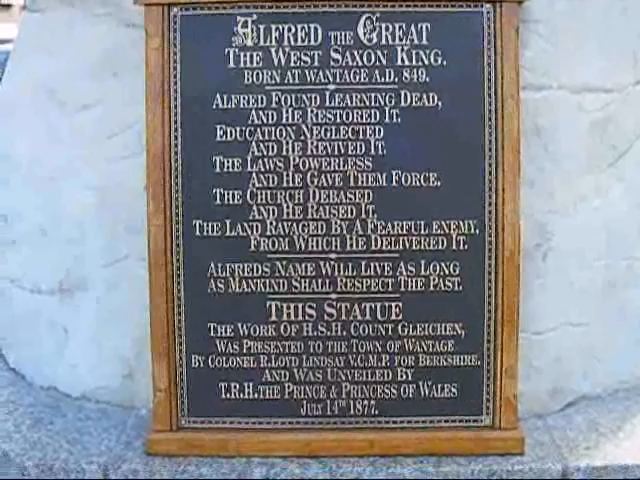 Alfred the Great
The West Saxon King.
Born at Wantage A.D. 849.
Alfred Found Learning Dead,
And He Restored It.
Education Neglected
And He Revived It.
The Laws Powerless
And He Gave Them Force.
The Church Debased
And He Raised It.
The Land Ravaged By A Fearful Enemy,
From Which He Delivered It.
Alfreds Name Will Live As Long
As Mankind Shall Respect The Past.
This Statue
The Work Of H.S.H. Count Gleichen,
Was Presented to the Town of Wantage
By Colonel R.Loyd Lindsay V.C.M.P. for Berkshire.
And Was Unveiled By
T.R.H. the Prince & Princess of Wales
July 14th 1877.